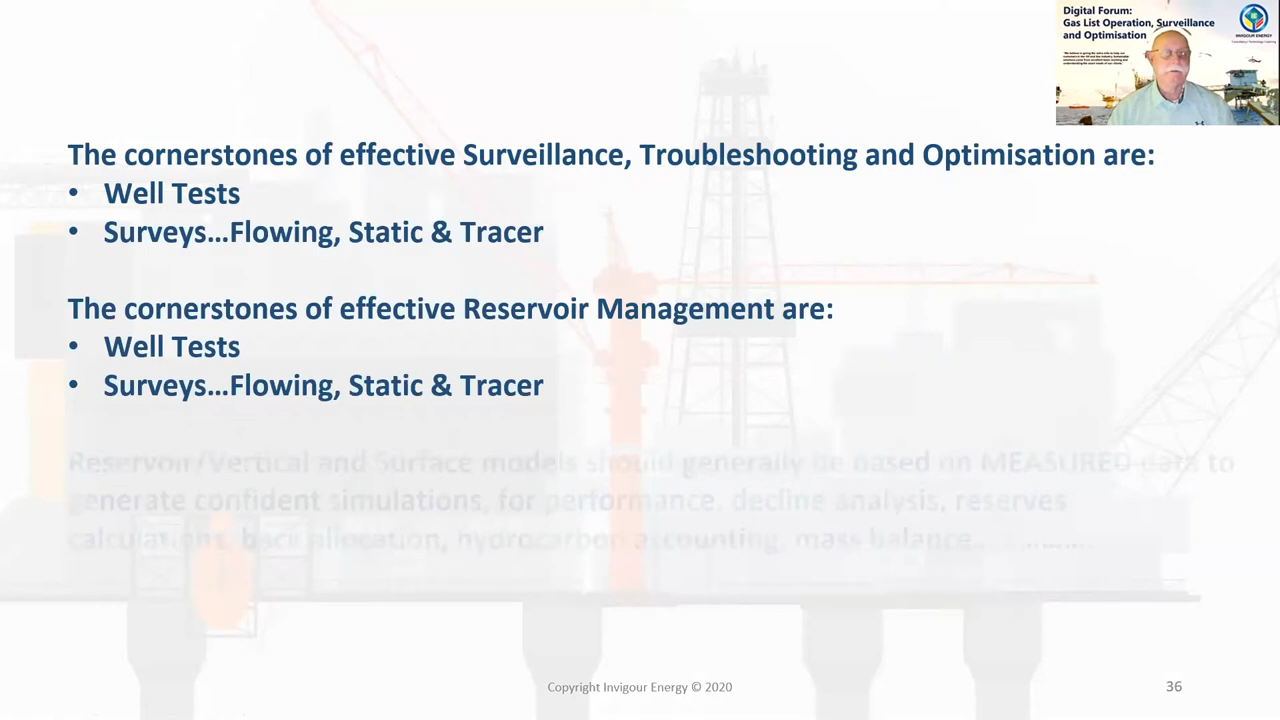 Digital Forum:
Gas List Operation, Surveillance
and Optimisation
INVIGOUR ENERGY
The cornerstones of effective Surveillance, Troubleshooting and Optimisation are:
• Well Tests
• Surveys...Flowing, Static & Tracer
The cornerstones of effective Reservoir Management are:
• Well Tests
• Surveys...Flowing, Static & Tracer
Reservoir/Vertical and Surface models should generally be based on MEASURED data to
generate confident simulations, for performance, decline analysis, reserves
calculations, back allocation, hydrocarbon accounting, mass balance.............
Copyright Invigour Energy © 2020
36